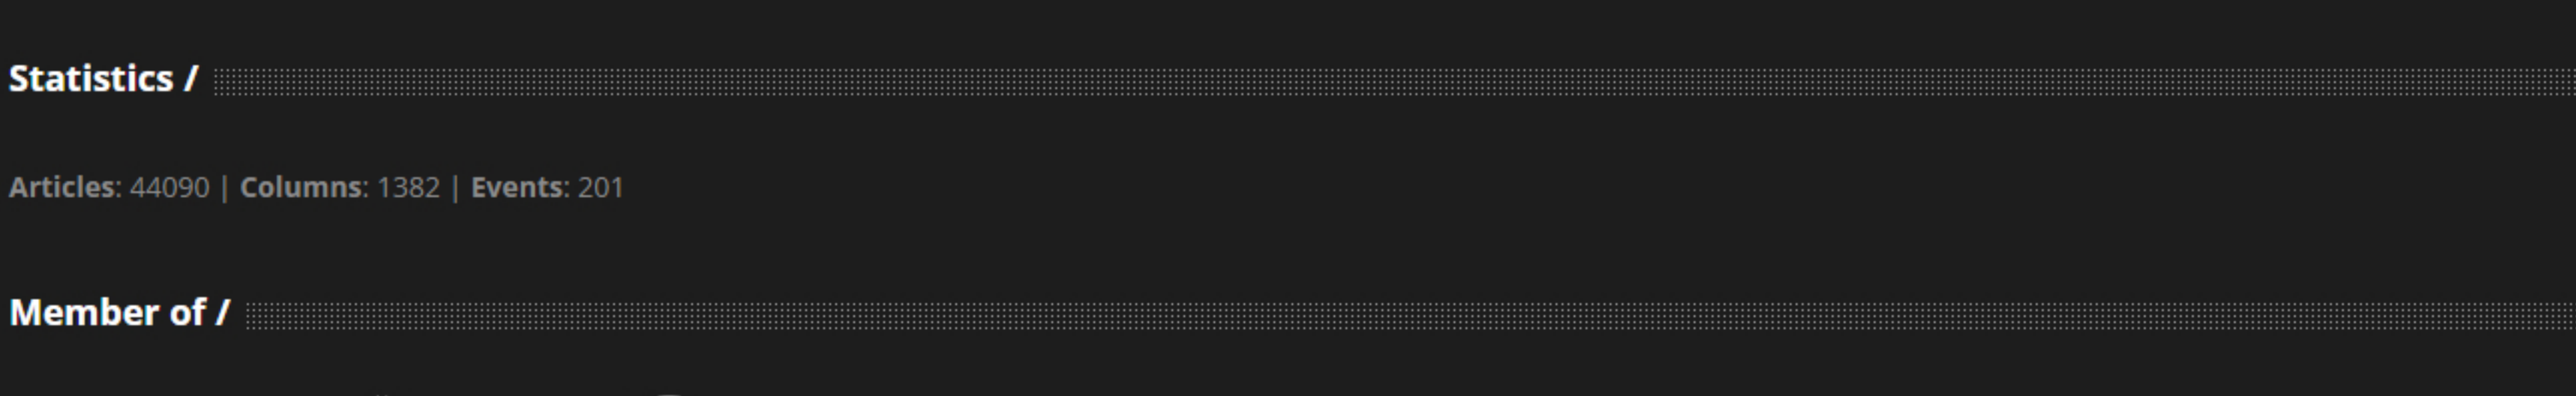 Statistics /
Articles: 44090 | Columns: 1382 | Events: 201
Member of /